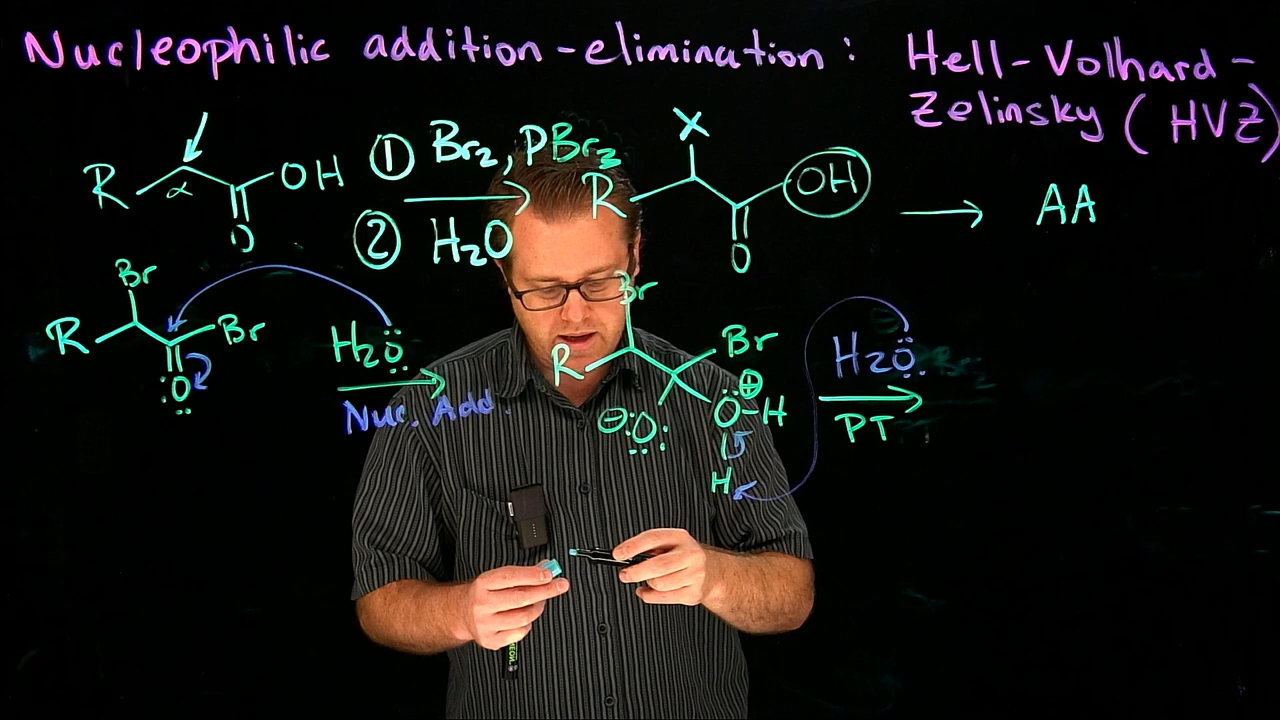 Nucleophilic addition-elimination: Hell-Volhard-
Zelinsky (HVZ)
R α OH O
① Br₂, PBr₃
② H₂O
X R OH O
AA
Br R Br O
H₂O
Nuc. Add.
Br R Br ⊖ O O ⊕ H H
H₂O
PT